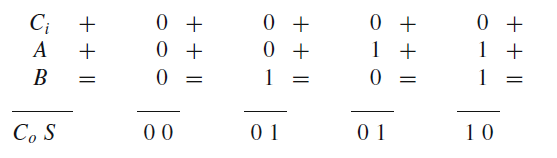 Cᵢ + 0 + 0 + 0 + 0 +
A + 0 + 0 + 1 + 1 +
B = 0 = 1 = 0 = 1 =
Cₒ S 0 0 0 1 0 1 1 0